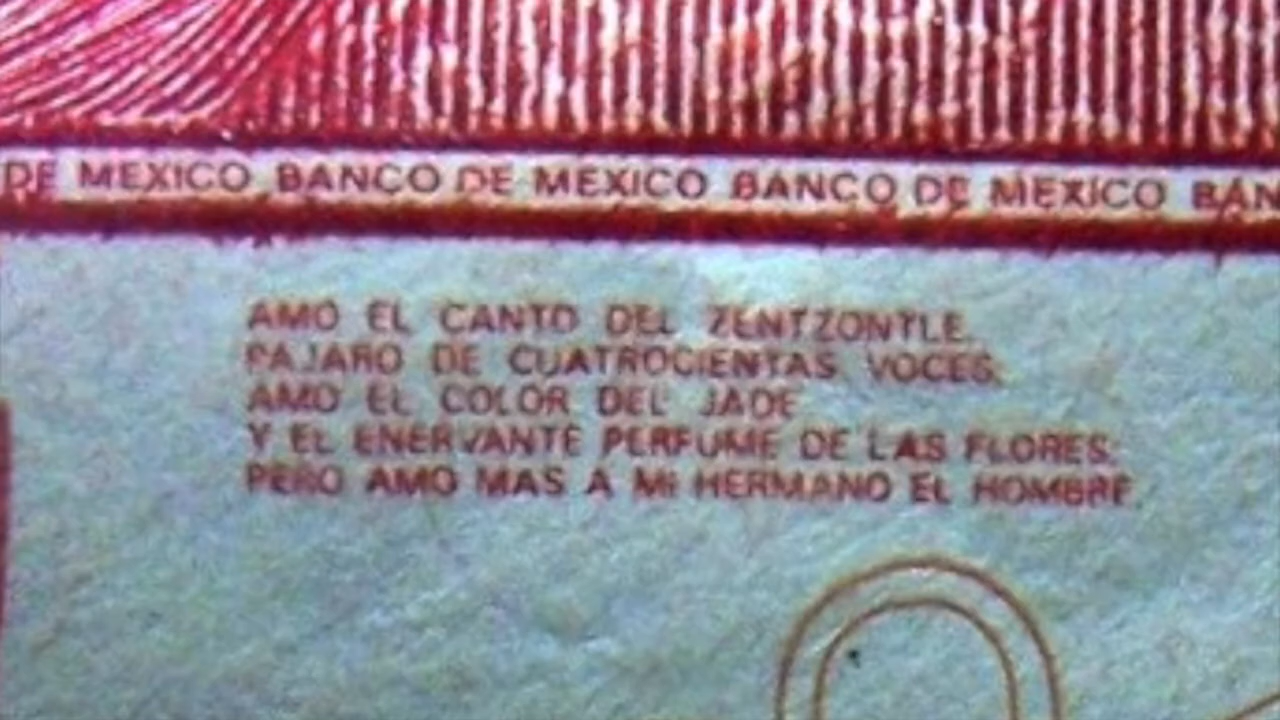 DE MEXICO BANCO DE MEXICO BANCO DE MEXICO BAN
AMO EL CANTO DEL ZENTZONTLE,
PAJARO DE CUATROCIENTAS VOCES,
AMO EL COLOR DEL JADE
Y EL ENERVANTE PERFUME DE LAS FLORES,
PERO AMO MAS A MI HERMANO EL HOMBRE.